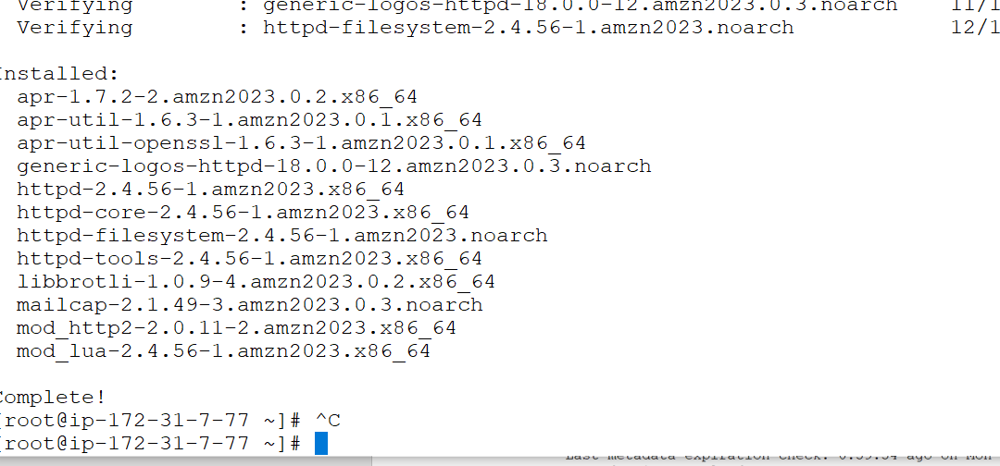 Verifying : generic-logos-httpd-18.0.0-12.amzn2023.0.3.noarch 11/1
Verifying : httpd-filesystem-2.4.56-1.amzn2023.noarch 12/1
nstalled:
apr-1.7.2-2.amzn2023.0.2.x86_64
apr-util-1.6.3-1.amzn2023.0.1.x86_64
apr-util-openssl-1.6.3-1.amzn2023.0.1.x86_64
generic-logos-httpd-18.0.0-12.amzn2023.0.3.noarch
httpd-2.4.56-1.amzn2023.x86_64
httpd-core-2.4.56-1.amzn2023.x86_64
httpd-filesystem-2.4.56-1.amzn2023.noarch
httpd-tools-2.4.56-1.amzn2023.x86_64
libbrotli-1.0.9-4.amzn2023.0.2.x86_64
mailcap-2.1.49-3.amzn2023.0.3.noarch
mod_http2-2.0.11-2.amzn2023.x86_64
mod_lua-2.4.56-1.amzn2023.x86_64
Complete!
[root@ip-172-31-7-77 ~]# ^C
[root@ip-172-31-7-77 ~]#
Last metadata expiration check: 0:59:54 ago on Mon